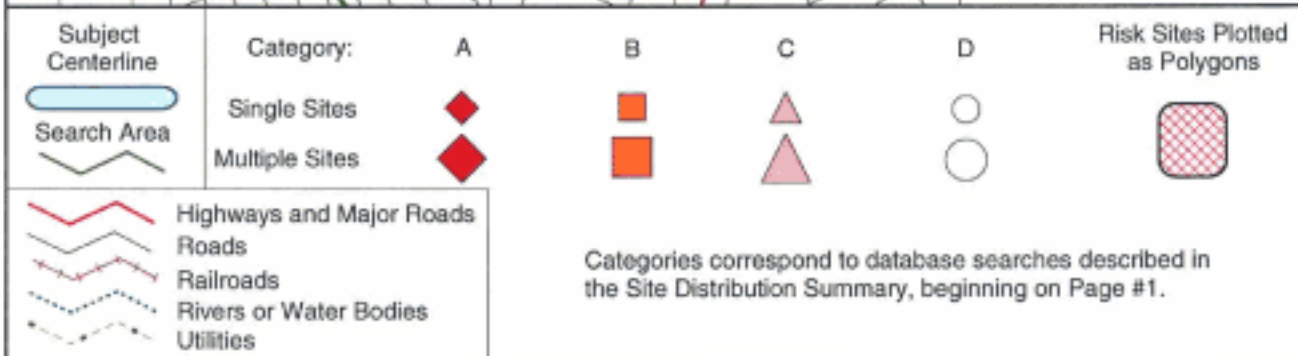 Subject
Centerline
Search Area
Category: A B C D
Single Sites
Multiple Sites
Risk Sites Plotted
as Polygons
Highways and Major Roads
Roads
Railroads
Rivers or Water Bodies
Utilities
Categories correspond to database searches described in
the Site Distribution Summary, beginning on Page #1.